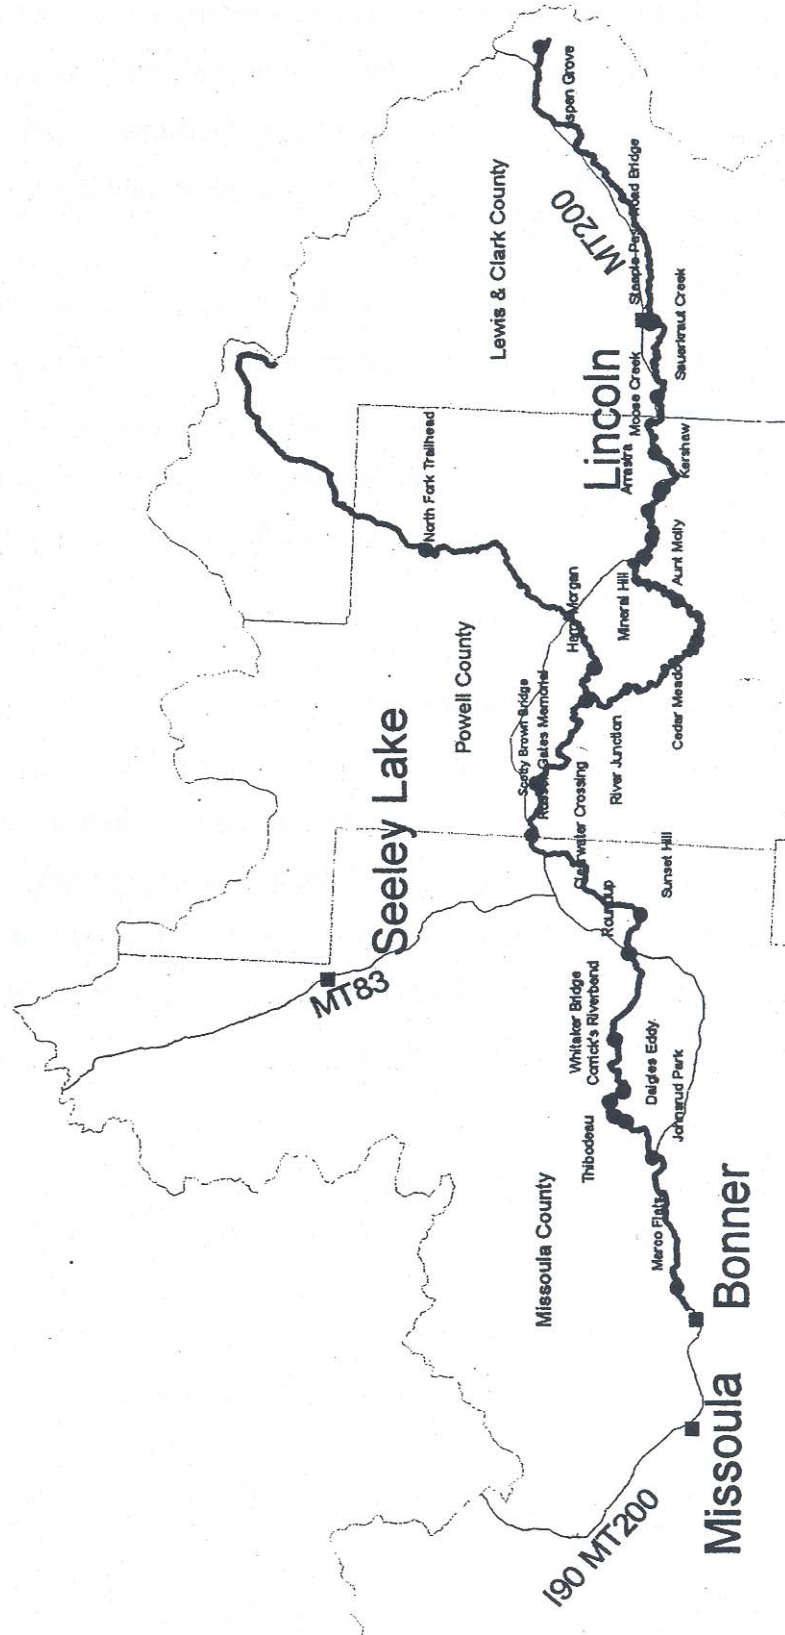 Aspen Grove
Lewis & Clark County
MT200
Steeple Pass Road Bridge
Lincoln
Moose Creek
Sauerkraut Creek
Arrastra
Kershaw
North Fork Trailhead
Aunt Molly
Mineral Hill
Harry Morgan
Powell County
Cedar Meadow
River Junction
Scotty Brown Bridge
Russell Gates Memorial
Clearwater Crossing
Seeley Lake
Sunset Hill
Roundup
MT83
Whitaker Bridge
Corrick's Riverbend
Daigles Eddy.
Johnsrud Park
Thibodeau
Missoula County
Marco Flats
Bonner
Missoula
I90 MT200